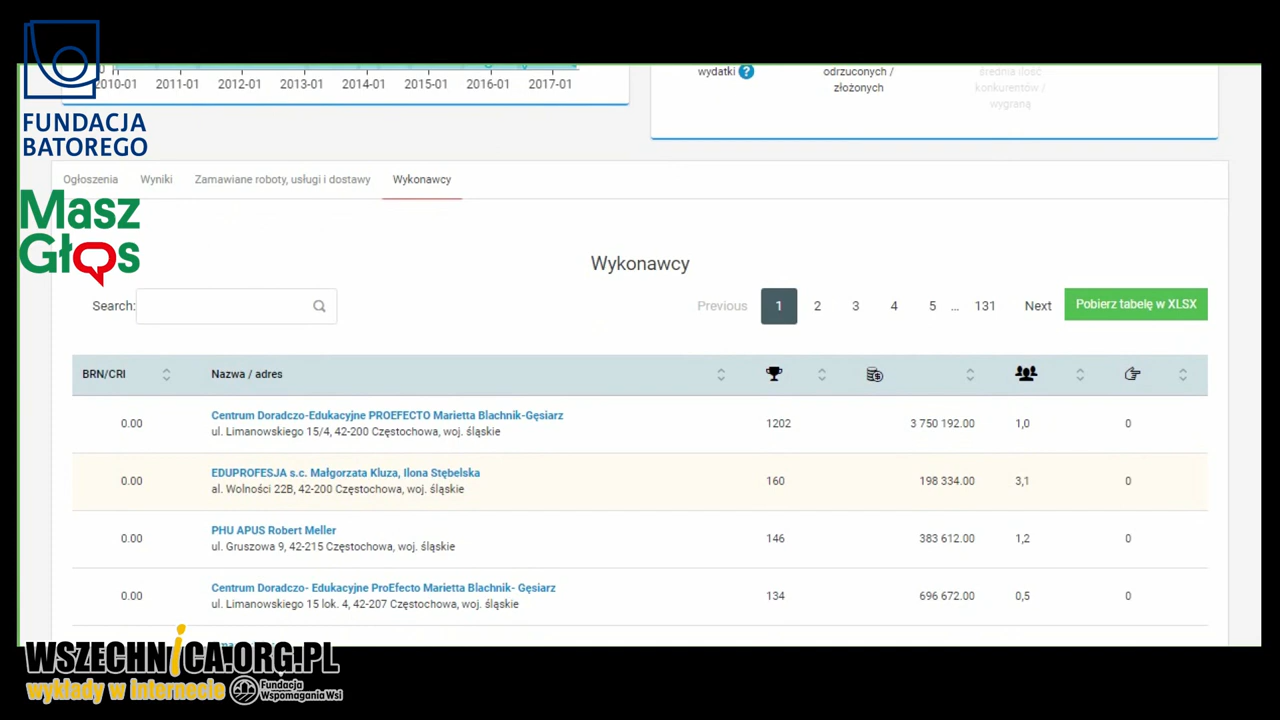 FUNDACJA
BATOREGO
Masz
Głos
2010-01 2011-01 2012-01 2013-01 2014-01 2015-01 2016-01 2017-01
wydatki ?
odrzuconych /
złożonych
średnia ilość
konkurentów /
wygraną
Ogłoszenia Wyniki Zamawiane roboty, usługi i dostawy Wykonawcy
Wykonawcy
Search: Previous 1 2 3 4 5 ... 131 Next Pobierz tabelę w XLSX
BRN/CRI Nazwa / adres
0.00 Centrum Doradczo-Edukacyjne PROEFECTO Marietta Blachnik-Gęsiarz 1202 3 750 192.00 1,0 0
ul. Limanowskiego 15/4, 42-200 Częstochowa, woj. śląskie
0.00 EDUPROFESJA s.c. Małgorzata Kluza, Ilona Stębelska 160 198 334.00 3,1 0
al. Wolności 22B, 42-200 Częstochowa, woj. śląskie
0.00 PHU APUS Robert Meller 146 383 612.00 1,2 0
ul. Gruszowa 9, 42-215 Częstochowa, woj. śląskie
0.00 Centrum Doradczo- Edukacyjne ProEfecto Marietta Blachnik- Gęsiarz 134 696 672.00 0,5 0
ul. Limanowskiego 15 lok. 4, 42-207 Częstochowa, woj. śląskie
WSZECHNICA.ORG.PL
wykłady w internecie
Fundacja
Wspomagania Wsi